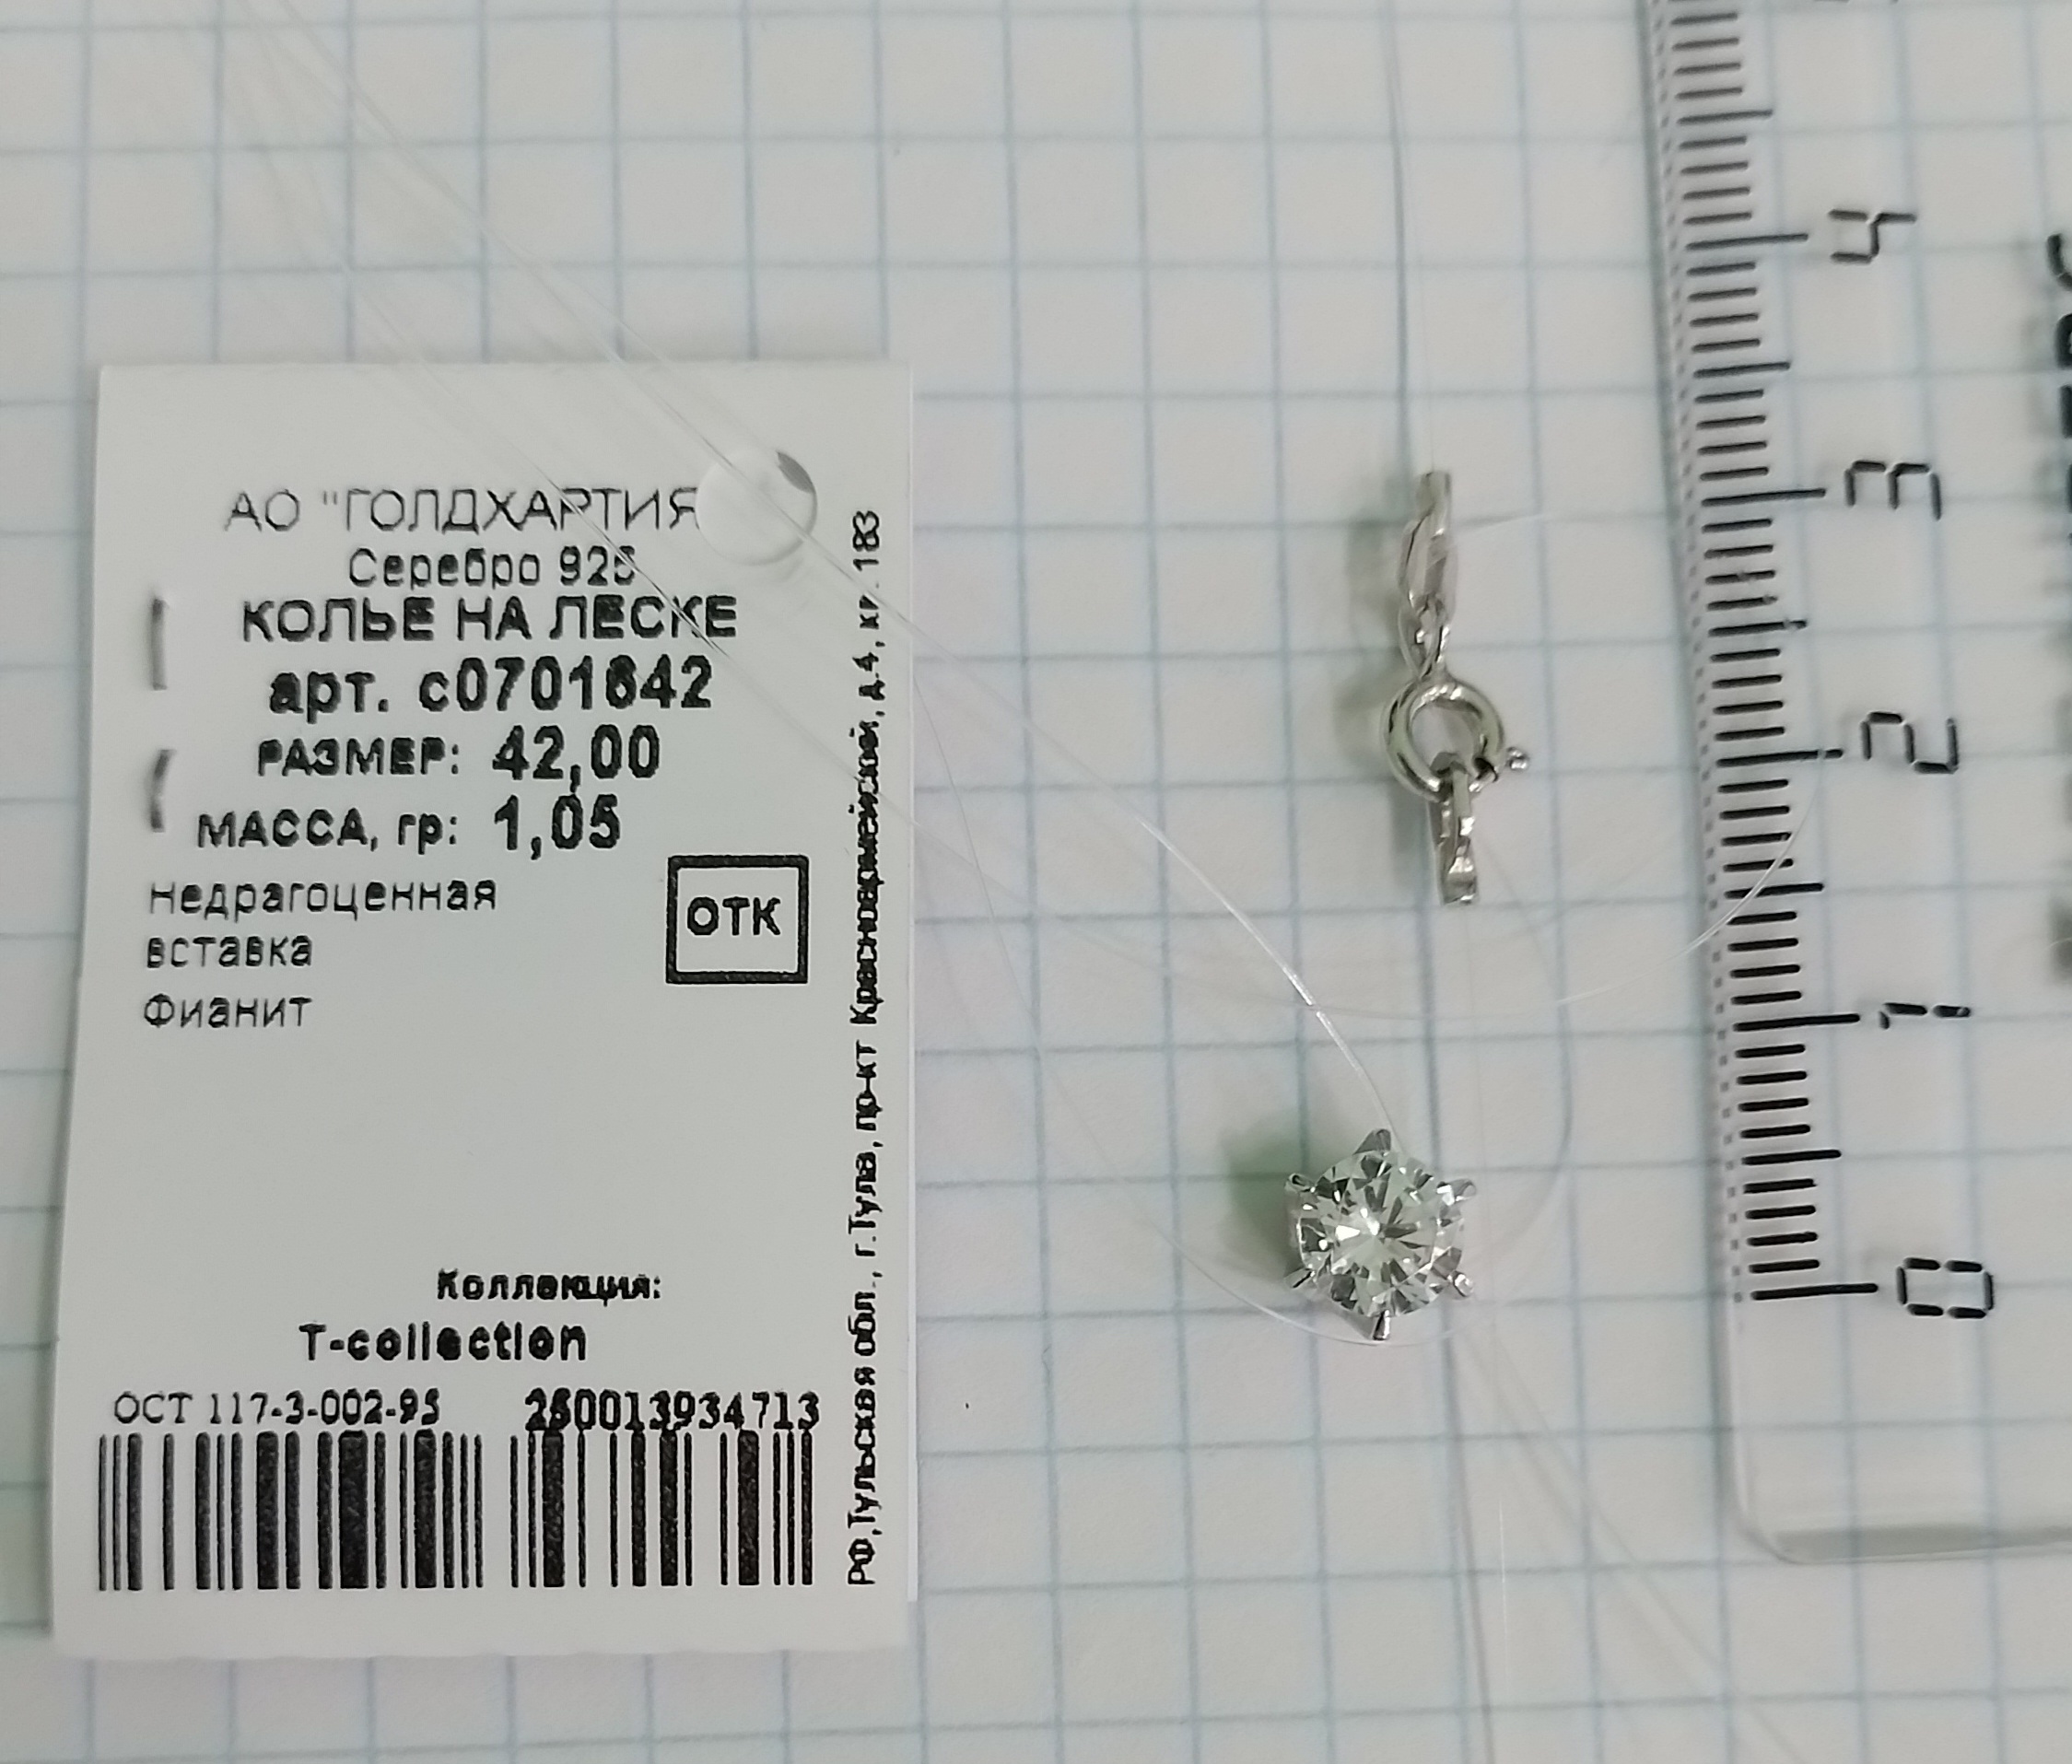 АО "ГОЛДХАРТИЯ
Серебро 925
КОЛЬЕ НА ЛЕСКЕ
арт. с0701642
РАЗМЕР: 42,00
МАССА, гр: 1,05
Недрагоценная
вставка
Фианит
ОТК
Коллекция:
T-collection
ОСТ 117-3-002-95 250013934713
РФ,Тульская обл., г.Тула, пр-кт Красноармейский, д.4, кв. 183
4
3
2
1
0